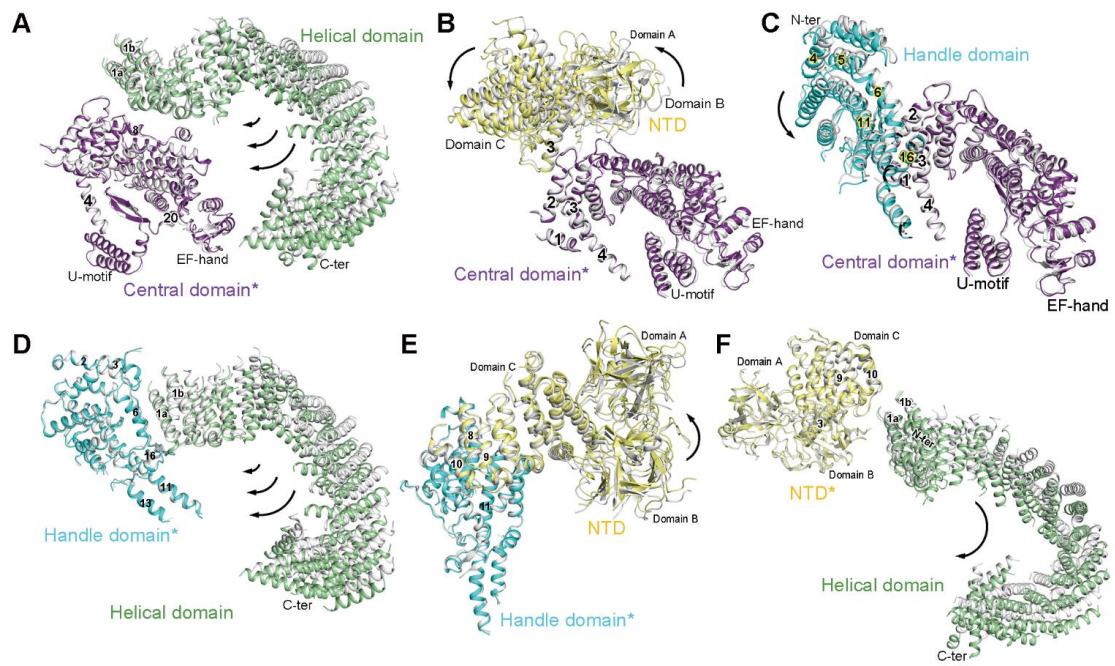 A
1b
1a
Helical domain
8
4
20
U-motif
EF-hand
C-ter
Central domain*
B
Domain A
Domain B
NTD
Domain C
3
2
3
1
4
EF-hand
U-motif
Central domain*
C
N-ter
Handle domain
4
5
6
11
2
16
3
1
4
Central domain*
U-motif
EF-hand
D
2
3
1b
1a
6
16
11
13
Handle domain*
Helical domain
C-ter
E
Domain A
Domain C
8
10
9
11
Domain B
NTD
Handle domain*
F
Domain C
Domain A
9
10
3
1b
1a
N-ter
Domain B
NTD*
Helical domain
C-ter